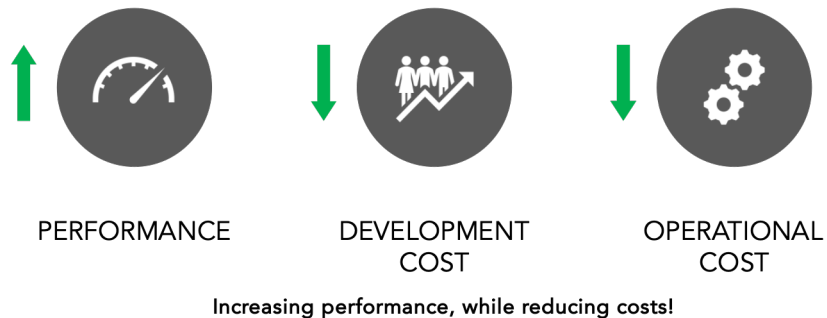 PERFORMANCE
DEVELOPMENT
COST
OPERATIONAL
COST
Increasing performance, while reducing costs!